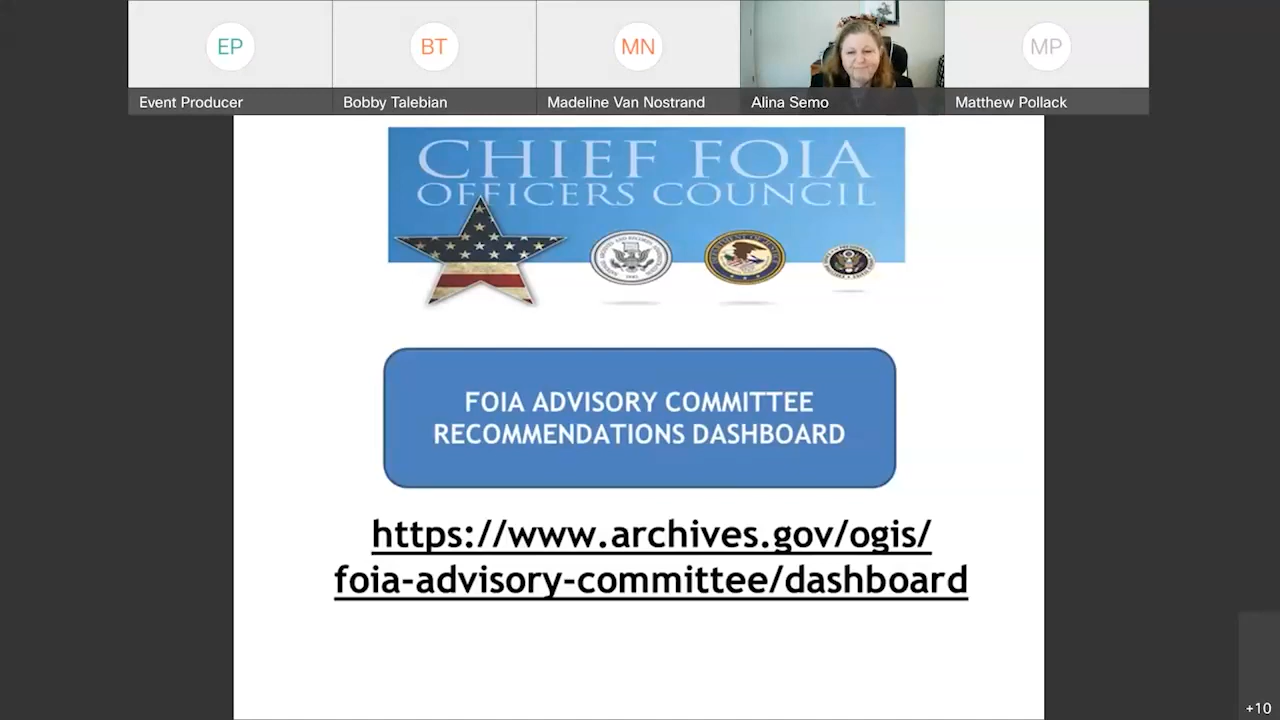 EP
BT
MN
MP
Event Producer
Bobby Talebian
Madeline Van Nostrand
Alina Semo
Matthew Pollack
CHIEF FOIA
OFFICERS COUNCIL
FOIA ADVISORY COMMITTEE
RECOMMENDATIONS DASHBOARD
https://www.archives.gov/ogis/
foia-advisory-committee/dashboard
+10